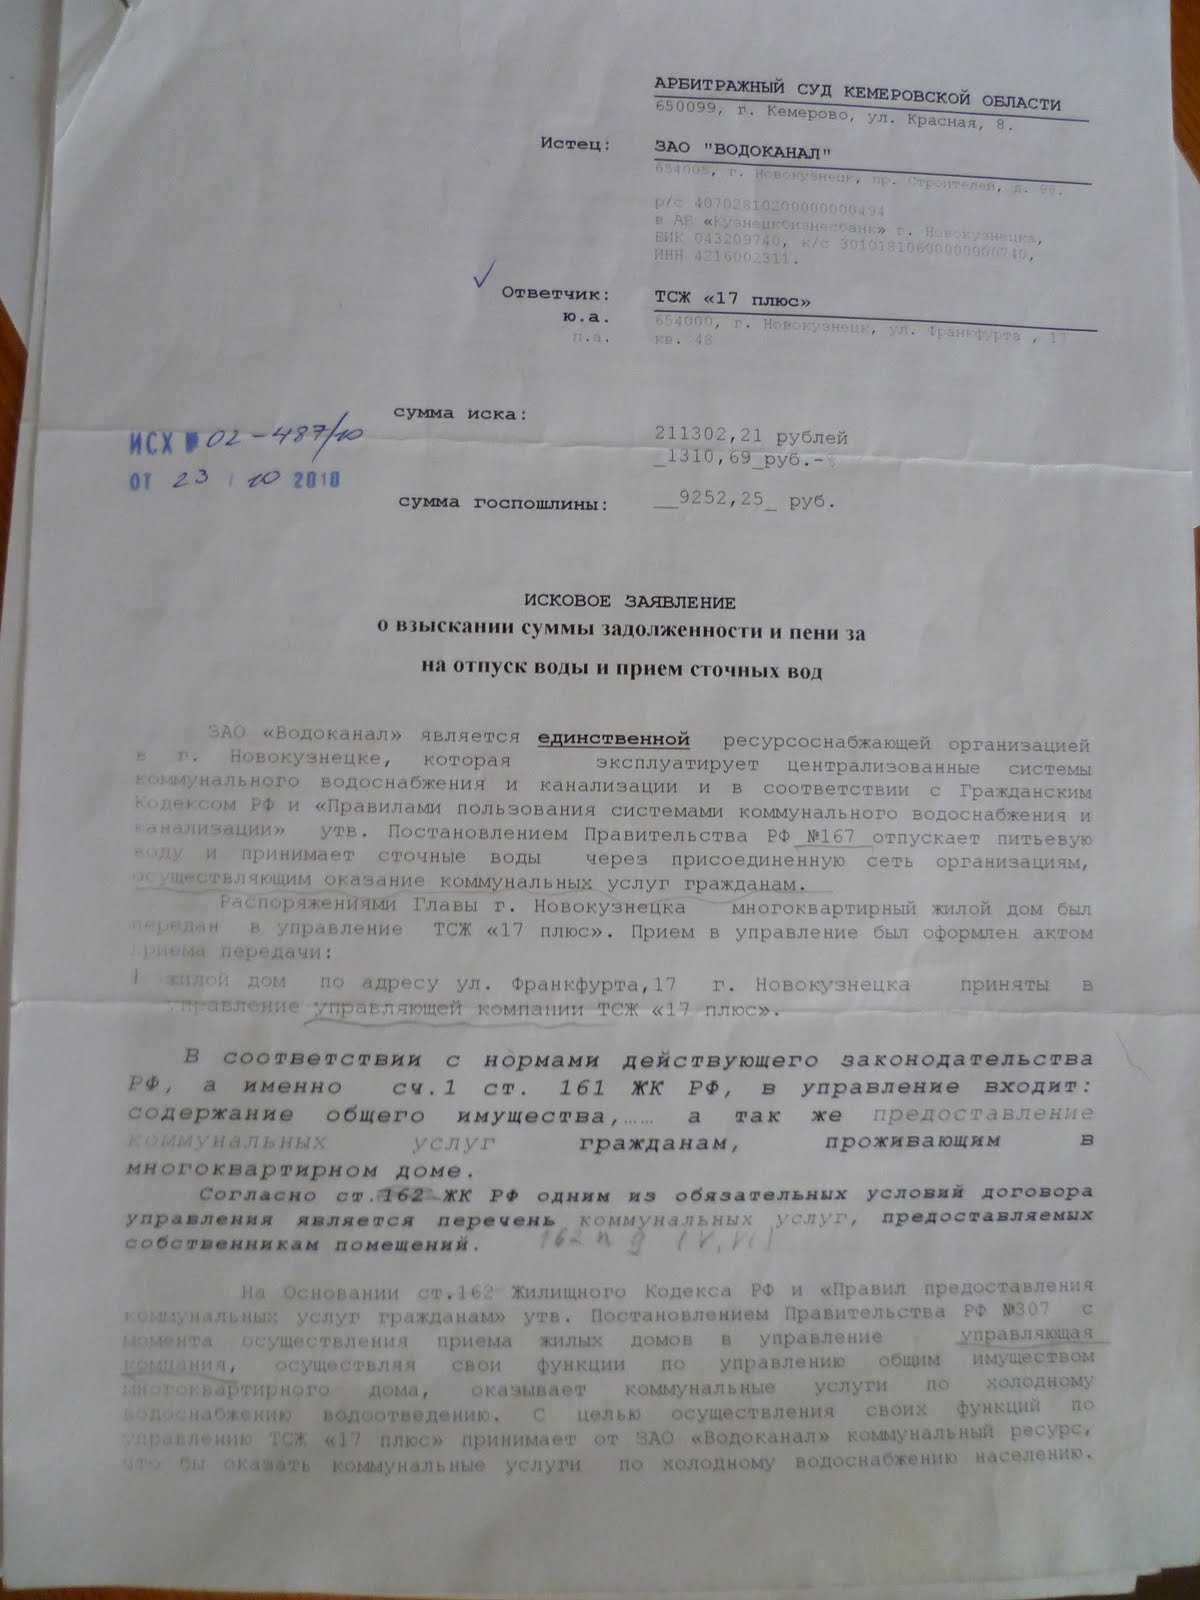 АРБИТРАЖНЫЙ СУД КЕМЕРОВСКОЙ ОБЛАСТИ
650099, г. Кемерово, ул. Красная, 8.
Истец: ЗАО "ВОДОКАНАЛ"
654005, г. Новокузнецк, пр. Строителей, д. 98.
р/с 40702810200000000494
в АБ «Кузнецкбизнесбанк» г. Новокузнецка,
БИК 043209740, к/с 30101810600000000740,
ИНН 4216002311.
Ответчик: ТСЖ «17 плюс»
ю.а. 654000, г. Новокузнецк, ул. Франкфурта , 17
п.а. кв. 48
сумма иска:
211302,21 рублей
_1310,69_руб.-
ИСХ № 02-487/10
ОТ 23 10 2010
сумма госпошлины: __9252,25_ руб.
ИСКОВОЕ ЗАЯВЛЕНИЕ
о взыскании суммы задолженности и пени за
на отпуск воды и прием сточных вод
ЗАО «Водоканал» является единственной ресурсоснабжающей организацией
в г. Новокузнецке, которая эксплуатирует централизованные системы
коммунального водоснабжения и канализации и в соответствии с Гражданским
Кодексом РФ и «Правилами пользования системами коммунального водоснабжения и
канализации» утв. Постановлением Правительства РФ №167 отпускает питьевую
воду и принимает сточные воды через присоединенную сеть организациям,
осуществляющим оказание коммунальных услуг гражданам.
Распоряжениями Главы г. Новокузнецка многоквартирный жилой дом был
передан в управление ТСЖ «17 плюс». Прием в управление был оформлен актом
приема передачи:
жилой дом по адресу ул. Франкфурта,17 г. Новокузнецка приняты в
управление управляющей компании ТСЖ «17 плюс».
В соответствии с нормами действующего законодательства
РФ, а именно сч.1 ст. 161 ЖК РФ, в управление входит:
содержание общего имущества,…… а так же предоставление
коммунальных услуг гражданам, проживающим в
многоквартирном доме.
Согласно ст.162 ЖК РФ одним из обязательных условий договора
управления является перечень коммунальных услуг, предоставляемых
собственникам помещений. 162 п
На Основании ст.162 Жилищного Кодекса РФ и «Правил предоставления
коммунальных услуг гражданам» утв. Постановлением Правительства РФ №307 с
момента осуществления приема жилых домов в управление управляющая
компания, осуществляя свои функции по управлению общим имуществом
многоквартирного дома, оказывает коммунальные услуги по холодному
водоснабжению водоотведению. С целью осуществления своих функций по
управлению ТСЖ «17 плюс» принимает от ЗАО «Водоканал» коммунальный ресурс,
что бы оказать коммунальные услуги по холодному водоснабжению населению.